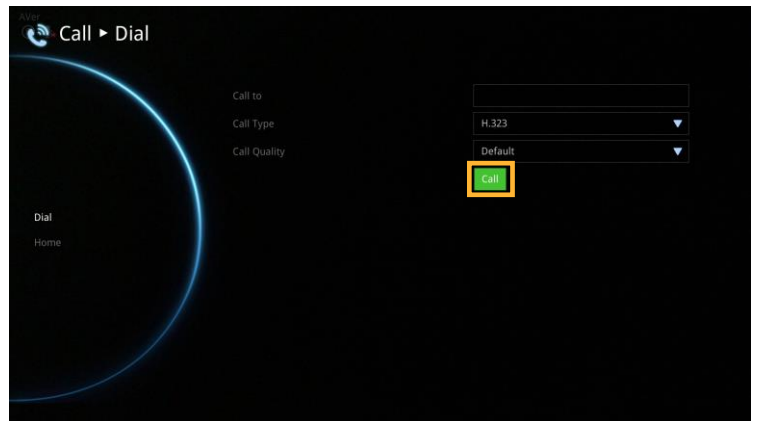 AVer
Call ▸ Dial
Call to
Call Type H.323
Call Quality Default
Call
Dial
Home